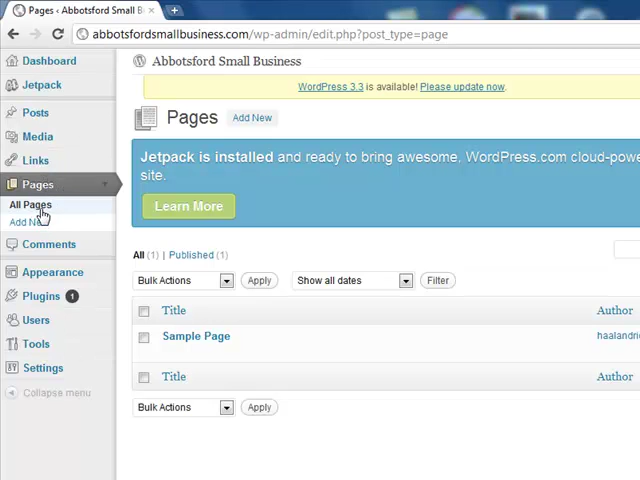 Pages ‹ Abbotsford Small B
abbotsfordsmallbusiness.com/wp-admin/edit.php?post_type=page
Dashboard
Jetpack
Posts
Media
Links
Pages
All Pages
Add New
Comments
Appearance
Plugins 1
Users
Tools
Settings
Collapse menu
Abbotsford Small Business
WordPress 3.3 is available! Please update now.
Pages Add New
Jetpack is installed and ready to bring awesome, WordPress.com cloud-powe
site.
Learn More
All (1) | Published (1)
Bulk Actions Apply Show all dates Filter
Title Author
Sample Page haalandric
Title Author
Bulk Actions Apply